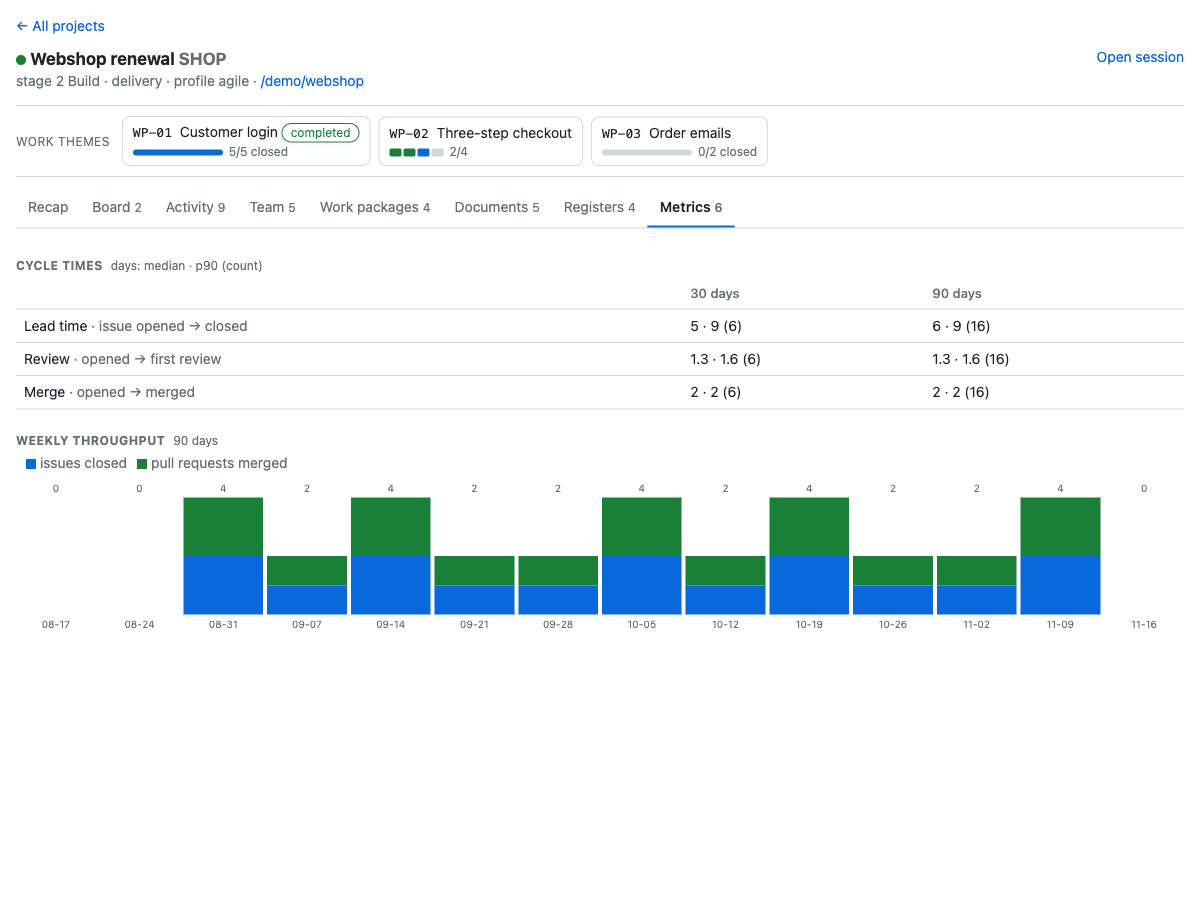 ← All projects
Webshop renewal SHOP
Open session
stage 2 Build · delivery · profile agile · /demo/webshop
WORK THEMES
WP-01 Customer login completed
5/5 closed
WP-02 Three-step checkout
2/4
WP-03 Order emails
0/2 closed
Recap Board 2 Activity 9 Team 5 Work packages 4 Documents 5 Registers 4 Metrics 6
CYCLE TIMES days: median · p90 (count)
30 days 90 days
Lead time · issue opened → closed 5 · 9 (6) 6 · 9 (16)
Review · opened → first review 1.3 · 1.6 (6) 1.3 · 1.6 (16)
Merge · opened → merged 2 · 2 (6) 2 · 2 (16)
WEEKLY THROUGHPUT 90 days
issues closed pull requests merged
0 0 4 2 4 2 2 4 2 4 2 2 4 0
08-17 08-24 08-31 09-07 09-14 09-21 09-28 10-05 10-12 10-19 10-26 11-02 11-09 11-16